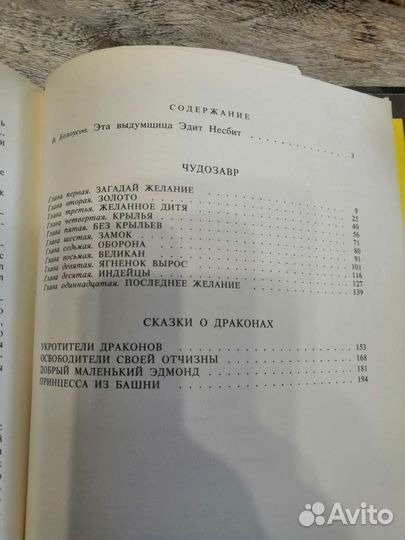 СОДЕРЖАНИЕ
В. Белоусов. Эта выдумщица Эдит Несбит 3
ЧУДОЗАВР
Глава первая. ЗАГАДАЙ ЖЕЛАНИЕ 9
Глава вторая. ЗОЛОТО 25
Глава третья. ЖЕЛАННОЕ ДИТЯ 40
Глава четвертая. КРЫЛЬЯ 56
Глава пятая. БЕЗ КРЫЛЬЕВ 71
Глава шестая. ЗАМОК 80
Глава седьмая. ОБОРОНА 91
Глава восьмая. ВЕЛИКАН 101
Глава девятая. ЯГНЕНОК ВЫРОС 116
Глава десятая. ИНДЕЙЦЫ 127
Глава одиннадцатая. ПОСЛЕДНЕЕ ЖЕЛАНИЕ 139
СКАЗКИ О ДРАКОНАХ
УКРОТИТЕЛИ ДРАКОНОВ 153
ОСВОБОДИТЕЛИ СВОЕЙ ОТЧИЗНЫ 168
ДОБРЫЙ МАЛЕНЬКИЙ ЭДМОНД 181
ПРИНЦЕССА ИЗ БАШНИ 194
Avito